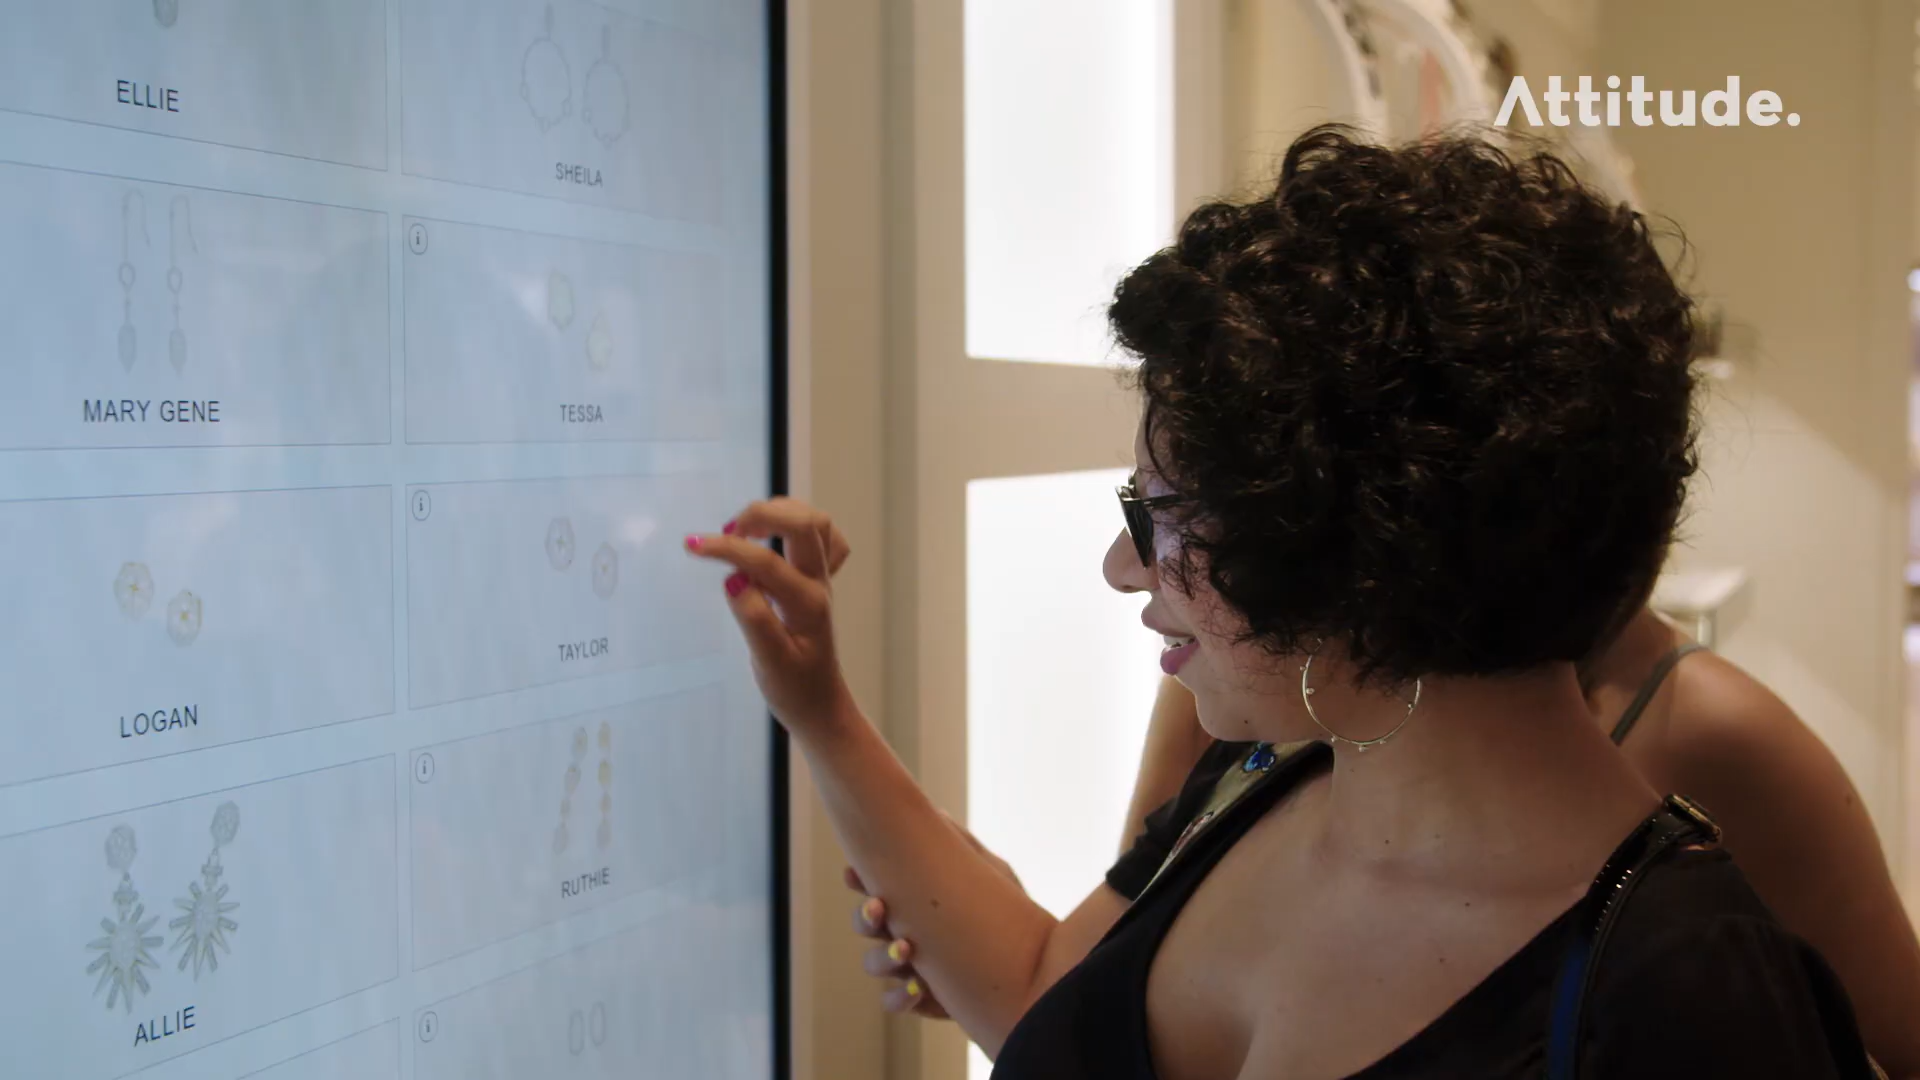 Attitude.
ELLIE
SHEILA
MARY GENE
TESSA
LOGAN
TAYLOR
ALLIE
RUTHIE